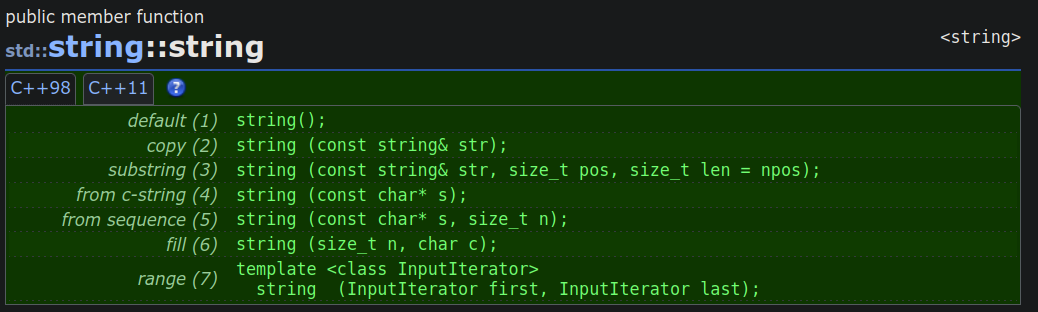 public member function
std::string::string
<string>
C++98 C++11 ?
default (1) string();
copy (2) string (const string& str);
substring (3) string (const string& str, size_t pos, size_t len = npos);
from c-string (4) string (const char* s);
from sequence (5) string (const char* s, size_t n);
fill (6) string (size_t n, char c);
range (7) template <class InputIterator>
string  (InputIterator first, InputIterator last);